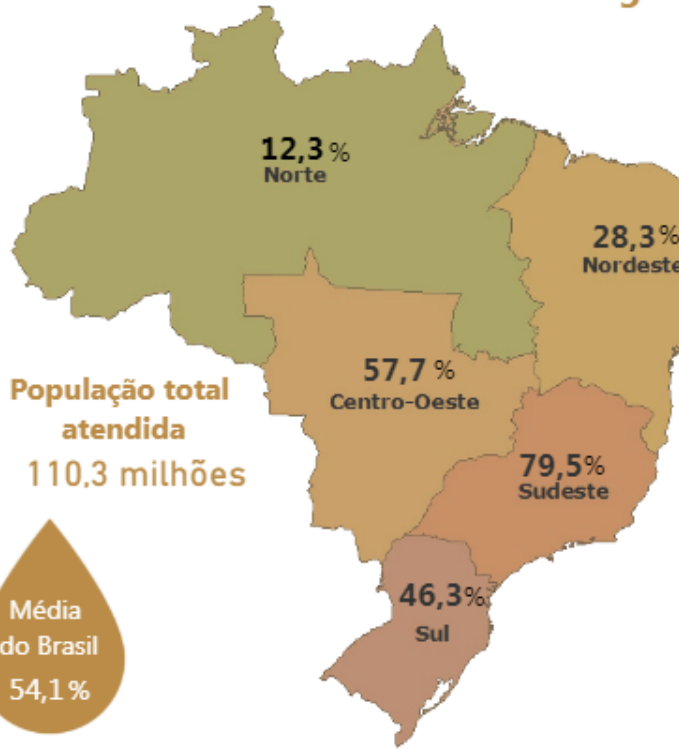 12,3 %
Norte
28,3%
Nordeste
57,7 %
Centro-Oeste
População total
atendida
110,3 milhões
79,5%
Sudeste
46,3%
Sul
Média
do Brasil
54,1%